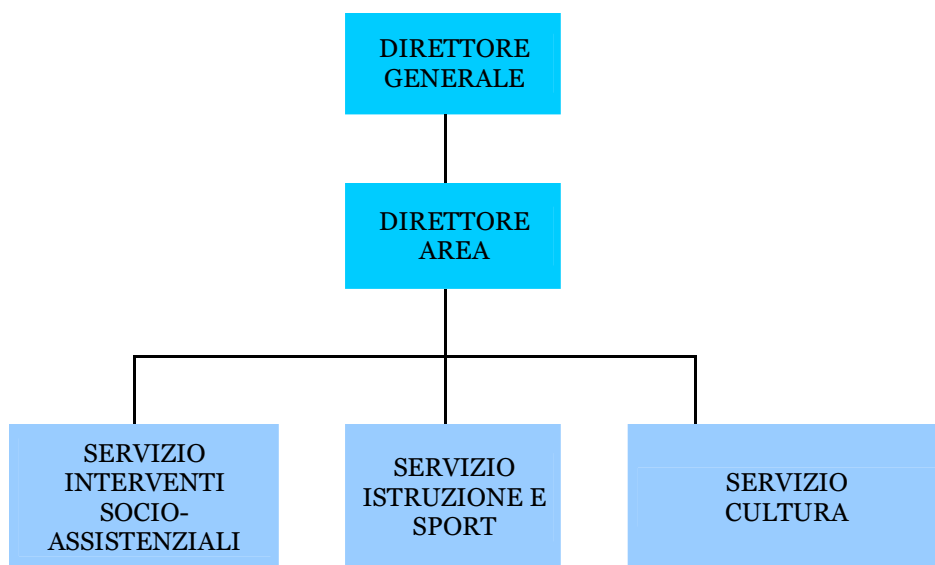 DIRETTORE
GENERALE
DIRETTORE
AREA
SERVIZIO
INTERVENTI
SOCIO-
ASSISTENZIALI
SERVIZIO
ISTRUZIONE E
SPORT
SERVIZIO
CULTURA